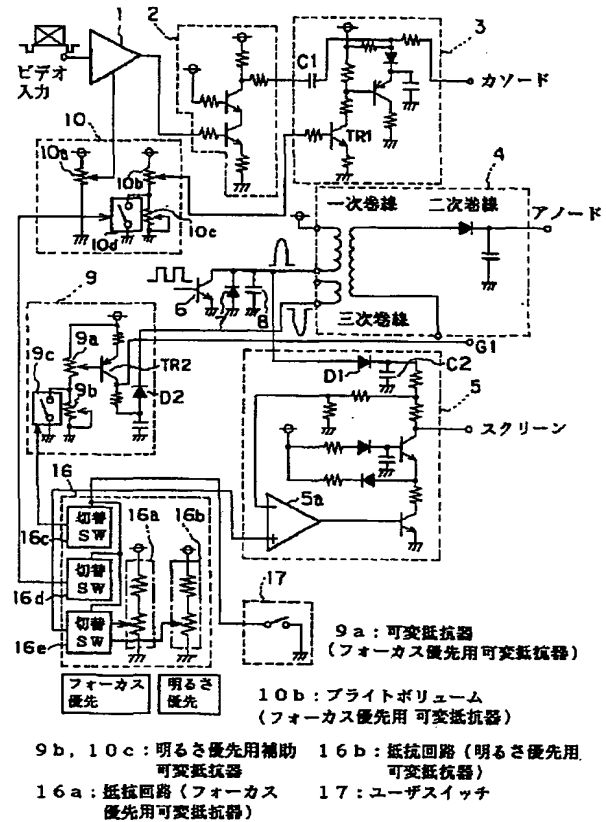 1
2
3
ビデオ
入力
C1
カソード
TR1
10
10a
10b
10c
10d
4
一次巻線
二次巻線
アノード
三次巻線
6
7
8
G1
9
9a
9b
9c
TR2
D2
D1
C2
5
スクリーン
5a
16
16a
16b
切替
SW
16c
切替
SW
16d
切替
SW
16e
17
フォーカス
優先
明るさ
優先
9a:可変抵抗器
(フォーカス優先用可変抵抗器)
10b:ブライトボリューム
(フォーカス優先用 可変抵抗器)
9b,10c:明るさ優先用補助
可変抵抗器
16a:抵抗回路(フォーカス
優先用可変抵抗器)
16b:抵抗回路(明るさ優先用
可変抵抗器)
17:ユーザスイッチ